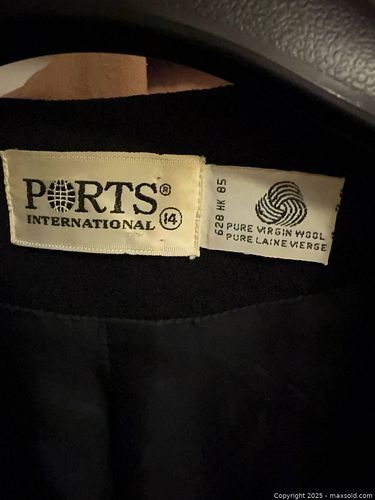 PORTS®
INTERNATIONAL 14
628 HK 85
PURE VIRGIN WOOL
PURE LAINE VIERGE
Copyright 2025 - maxsold.com